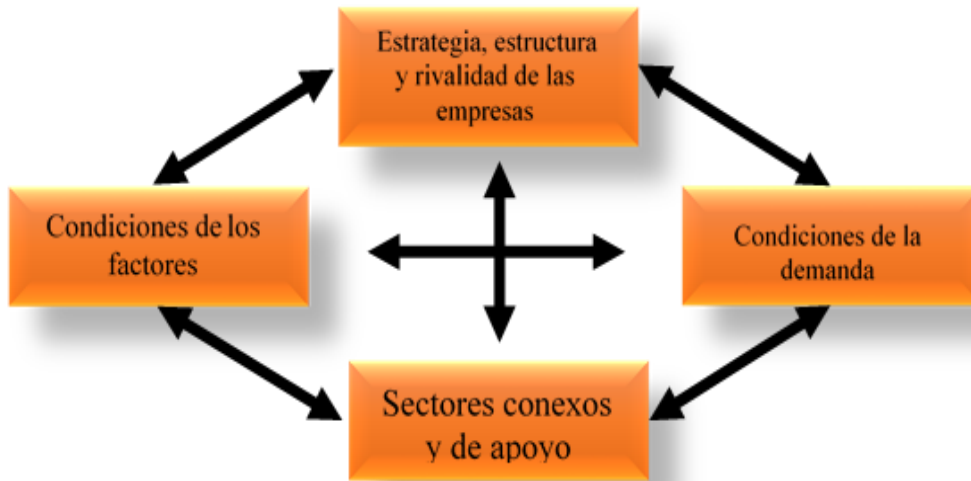 Estrategia, estructura
y rivalidad de las
empresas
Condiciones de los
factores
Condiciones de la
demanda
Sectores conexos
y de apoyo